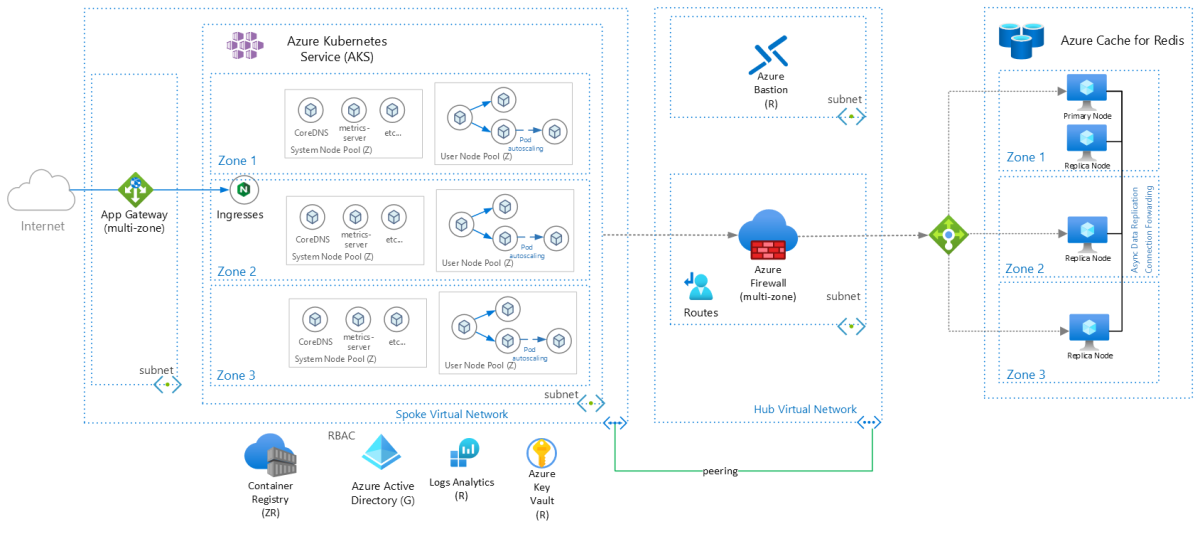 Azure Kubernetes
Service (AKS)
CoreDNS
metrics-
server
etc...
System Node Pool (Z)
Pod
autoscaling
User Node Pool (Z)
Zone 1
Internet
App Gateway
(multi-zone)
Ingresses
CoreDNS
metrics-
server
etc...
System Node Pool (Z)
Pod
autoscaling
User Node Pool (Z)
Zone 2
CoreDNS
metrics-
server
etc...
System Node Pool (Z)
Pod
autoscaling
User Node Pool (Z)
Zone 3
subnet
subnet
Spoke Virtual Network
Azure
Bastion
(R)
subnet
Azure
Firewall
(multi-zone)
Routes
subnet
Hub Virtual Network
peering
Azure Cache for Redis
Primary Node
Replica Node
Zone 1
Replica Node
Zone 2
Replica Node
Zone 3
Async Data Replication
Connection Forwarding
RBAC
Container
Registry
(ZR)
Azure Active
Directory (G)
Logs Analytics
(R)
Azure
Key
Vault
(R)